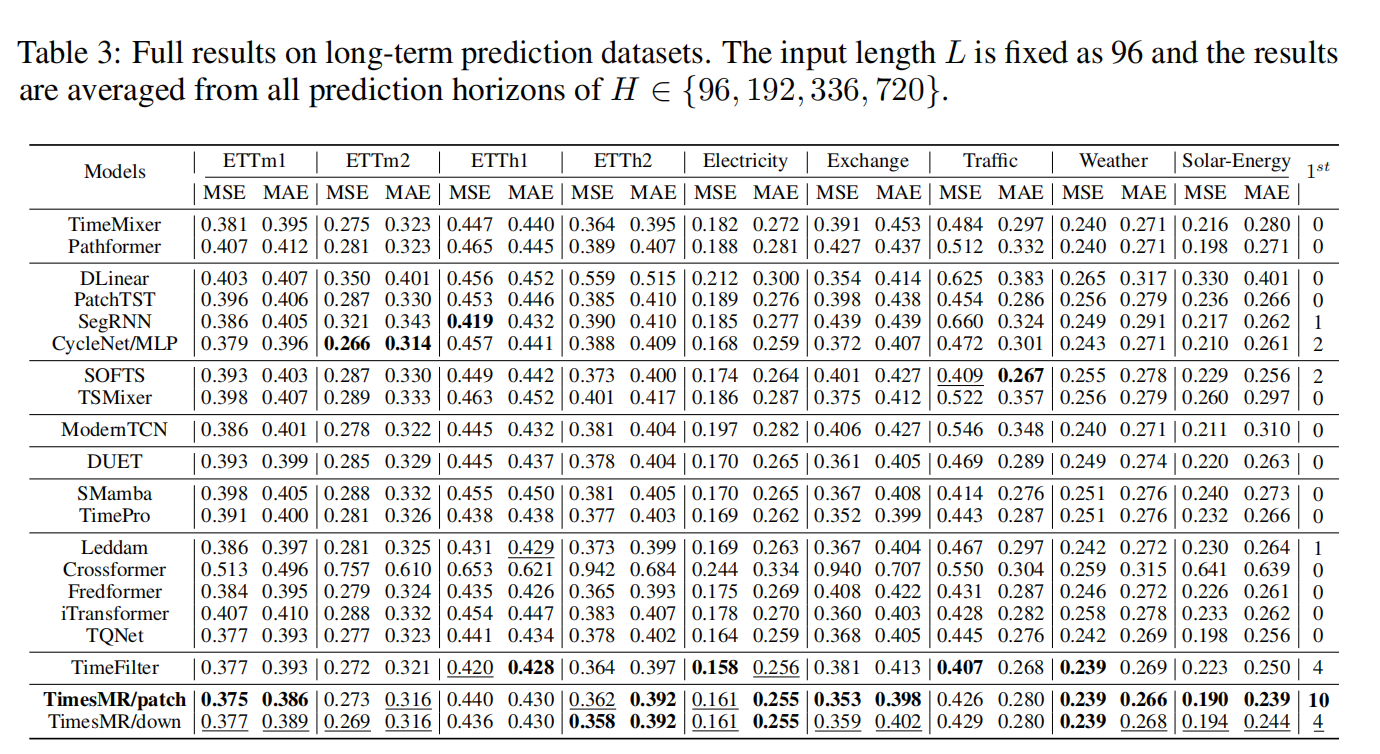 Table 3: Full results on long-term prediction datasets. The input length L is fixed as 96 and the results
are averaged from all prediction horizons of H ∈ {96, 192, 336, 720}.
Models ETTm1 ETTm2 ETTh1 ETTh2 Electricity Exchange Traffic Weather Solar-Energy 1st
MSE MAE MSE MAE MSE MAE MSE MAE MSE MAE MSE MAE MSE MAE MSE MAE MSE MAE
TimeMixer 0.381 0.395 0.275 0.323 0.447 0.440 0.364 0.395 0.182 0.272 0.391 0.453 0.484 0.297 0.240 0.271 0.216 0.280 0
Pathformer 0.407 0.412 0.281 0.323 0.465 0.445 0.389 0.407 0.188 0.281 0.427 0.437 0.512 0.332 0.240 0.271 0.198 0.271 0
DLinear 0.403 0.407 0.350 0.401 0.456 0.452 0.559 0.515 0.212 0.300 0.354 0.414 0.625 0.383 0.265 0.317 0.330 0.401 0
PatchTST 0.396 0.406 0.287 0.330 0.453 0.446 0.385 0.410 0.189 0.276 0.398 0.438 0.454 0.286 0.256 0.279 0.236 0.266 0
SegRNN 0.386 0.405 0.321 0.343 0.419 0.432 0.390 0.410 0.185 0.277 0.439 0.439 0.660 0.324 0.249 0.291 0.217 0.262 1
CycleNet/MLP 0.379 0.396 0.266 0.314 0.457 0.441 0.388 0.409 0.168 0.259 0.372 0.407 0.472 0.301 0.243 0.271 0.210 0.261 2
SOFTS 0.393 0.403 0.287 0.330 0.449 0.442 0.373 0.400 0.174 0.264 0.401 0.427 0.409 0.267 0.255 0.278 0.229 0.256 2
TSMixer 0.398 0.407 0.289 0.333 0.463 0.452 0.401 0.417 0.186 0.287 0.375 0.412 0.522 0.357 0.256 0.279 0.260 0.297 0
ModernTCN 0.386 0.401 0.278 0.322 0.445 0.432 0.381 0.404 0.197 0.282 0.406 0.427 0.546 0.348 0.240 0.271 0.211 0.310 0
DUET 0.393 0.399 0.285 0.329 0.445 0.437 0.378 0.404 0.170 0.265 0.361 0.405 0.469 0.289 0.249 0.274 0.220 0.263 0
SMamba 0.398 0.405 0.288 0.332 0.455 0.450 0.381 0.405 0.170 0.265 0.367 0.408 0.414 0.276 0.251 0.276 0.240 0.273 0
TimePro 0.391 0.400 0.281 0.326 0.438 0.438 0.377 0.403 0.169 0.262 0.352 0.399 0.443 0.287 0.251 0.276 0.232 0.266 0
Leddam 0.386 0.397 0.281 0.325 0.431 0.429 0.373 0.399 0.169 0.263 0.367 0.404 0.467 0.297 0.242 0.272 0.230 0.264 1
Crossformer 0.513 0.496 0.757 0.610 0.653 0.621 0.942 0.684 0.244 0.334 0.940 0.707 0.550 0.304 0.259 0.315 0.641 0.639 0
Fredformer 0.384 0.395 0.279 0.324 0.435 0.426 0.365 0.393 0.175 0.269 0.408 0.422 0.431 0.287 0.246 0.272 0.226 0.261 0
iTransformer 0.407 0.410 0.288 0.332 0.454 0.447 0.383 0.407 0.178 0.270 0.360 0.403 0.428 0.282 0.258 0.278 0.233 0.262 0
TQNet 0.377 0.393 0.277 0.323 0.441 0.434 0.378 0.402 0.164 0.259 0.368 0.405 0.445 0.276 0.242 0.269 0.198 0.256 0
TimeFilter 0.377 0.393 0.272 0.321 0.420 0.428 0.364 0.397 0.158 0.256 0.381 0.413 0.407 0.268 0.239 0.269 0.223 0.250 4
TimesMR/patch 0.375 0.386 0.273 0.316 0.440 0.430 0.362 0.392 0.161 0.255 0.353 0.398 0.426 0.280 0.239 0.266 0.190 0.239 10
TimesMR/down 0.377 0.389 0.269 0.316 0.436 0.430 0.358 0.392 0.161 0.255 0.359 0.402 0.429 0.280 0.239 0.268 0.194 0.244 4